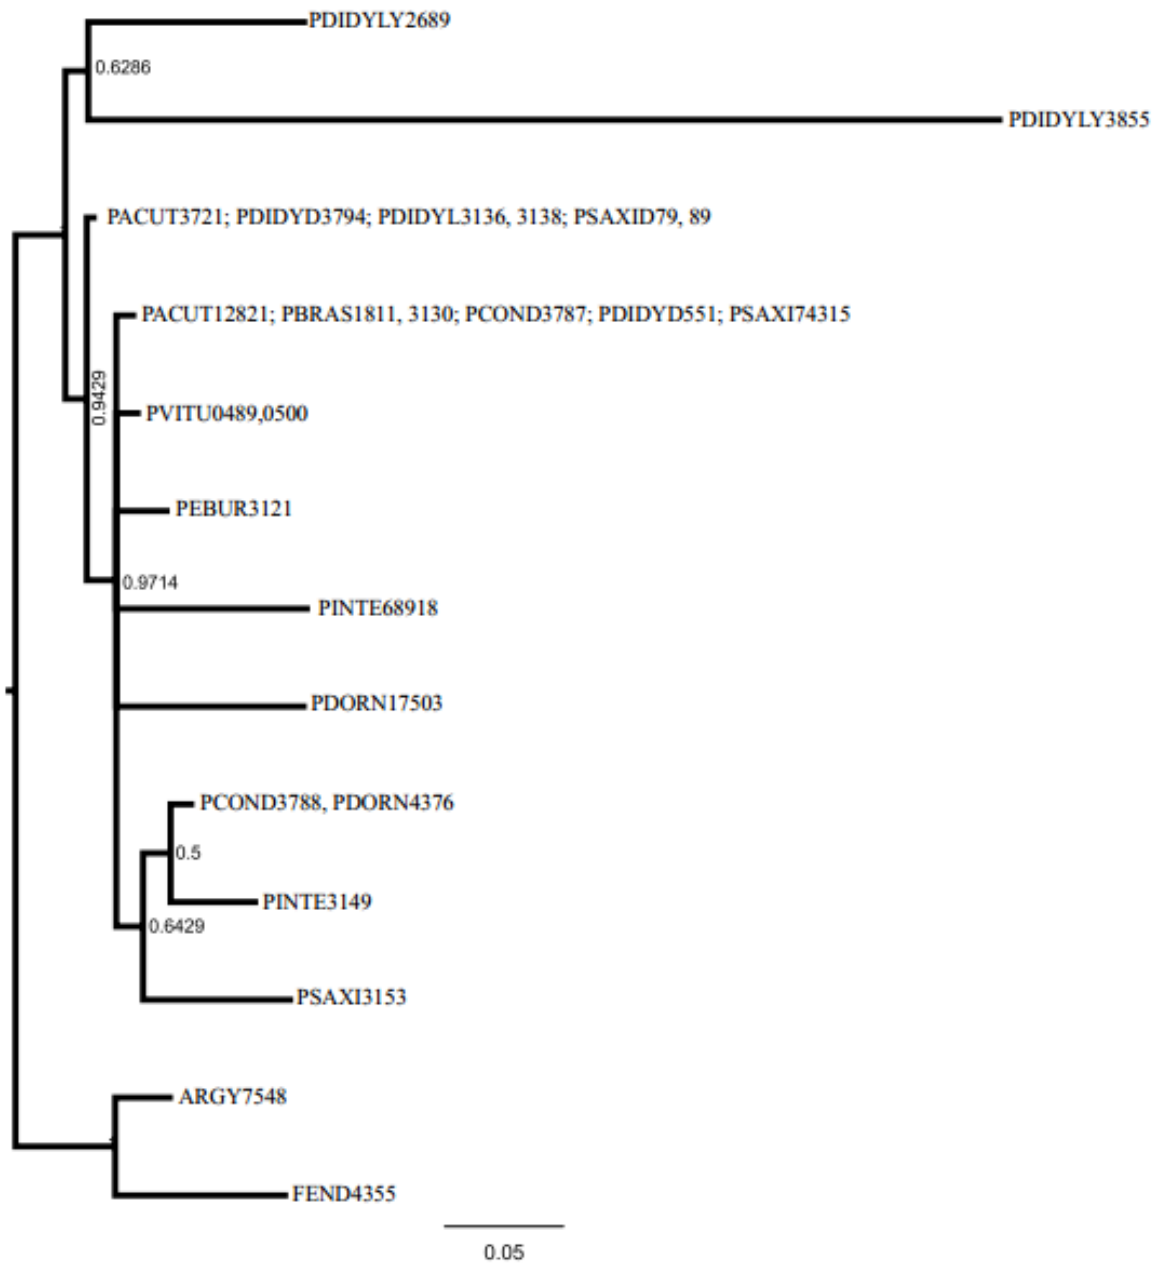 PDIDYLY2689
0.6286
PDIDYLY3855
PACUT3721; PDIDYD3794; PDIDYL3136, 3138; PSAXID79, 89
PACUT12821; PBRAS1811, 3130; PCOND3787; PDIDYD551; PSAXI74315
0.9429
PVITU0489,0500
PEBUR3121
0.9714
PINTE68918
PDORN17503
PCOND3788, PDORN4376
0.5
PINTE3149
0.6429
PSAXI3153
ARGY7548
FEND4355
0.05